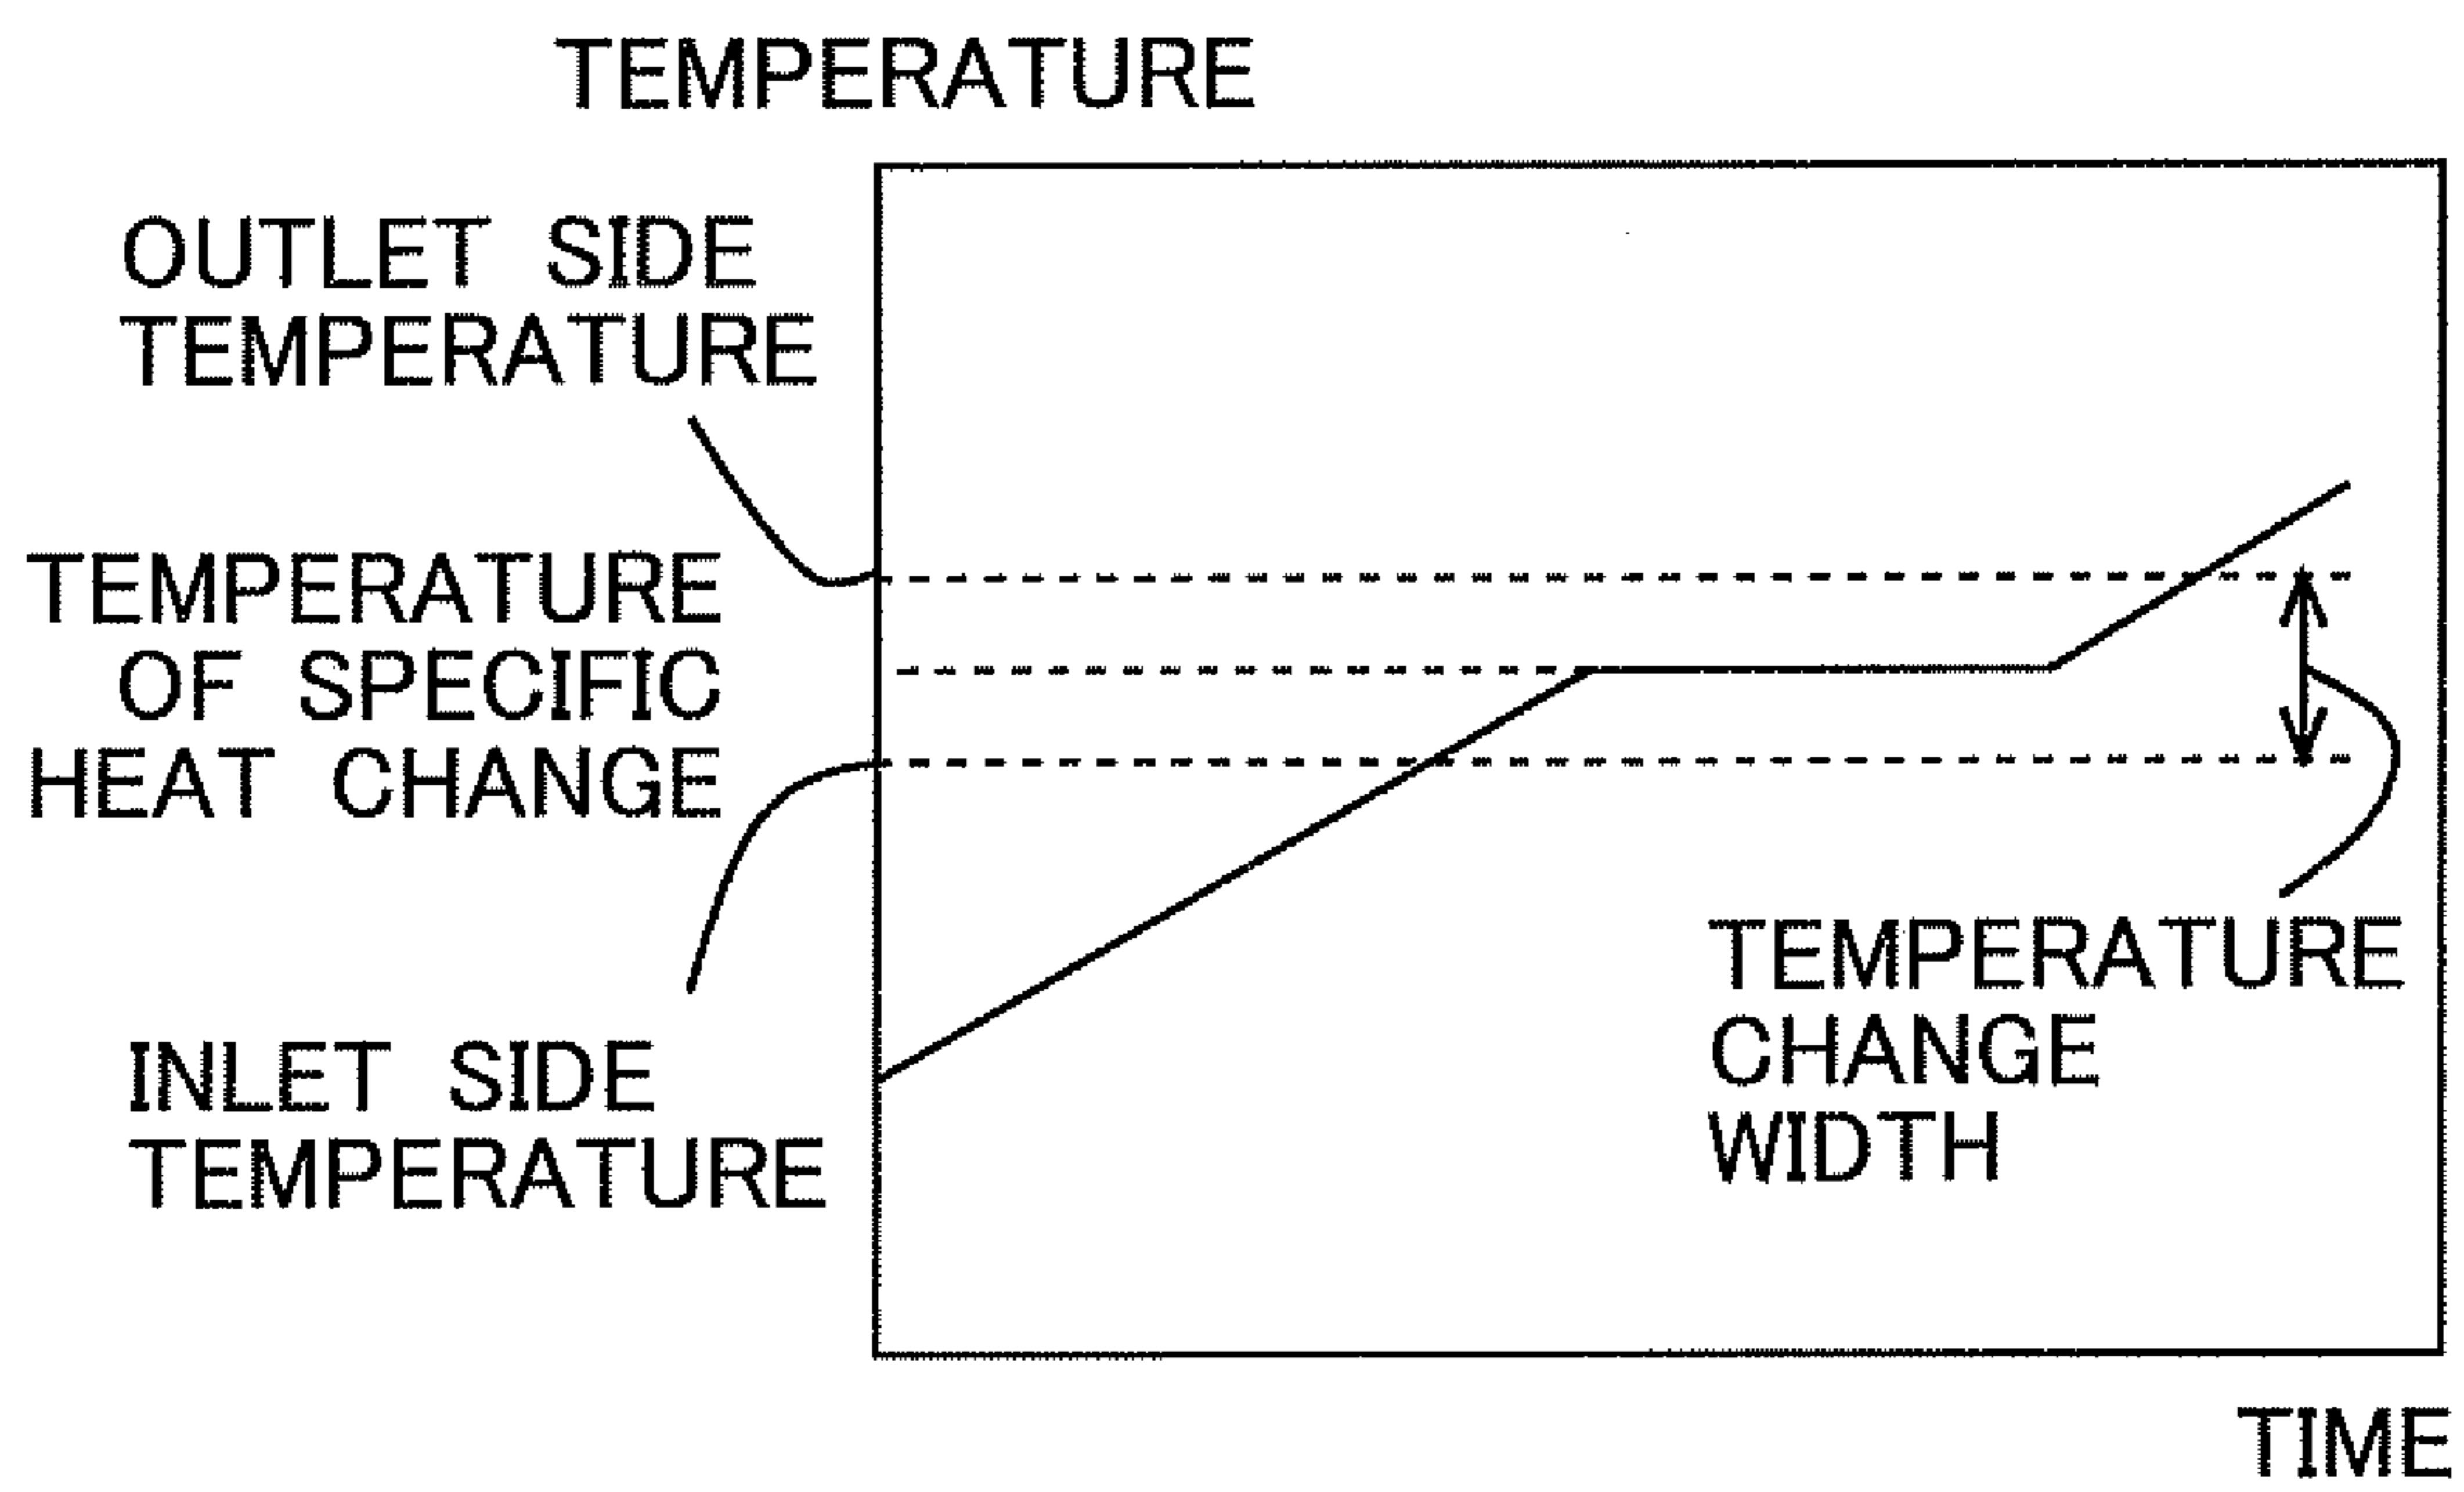 TEMPERATURE
OUTLET SIDE
TEMPERATURE
TEMPERATURE
OF SPECIFIC
HEAT CHANGE
INLET SIDE
TEMPERATURE
TEMPERATURE
CHANGE
WIDTH
TIME